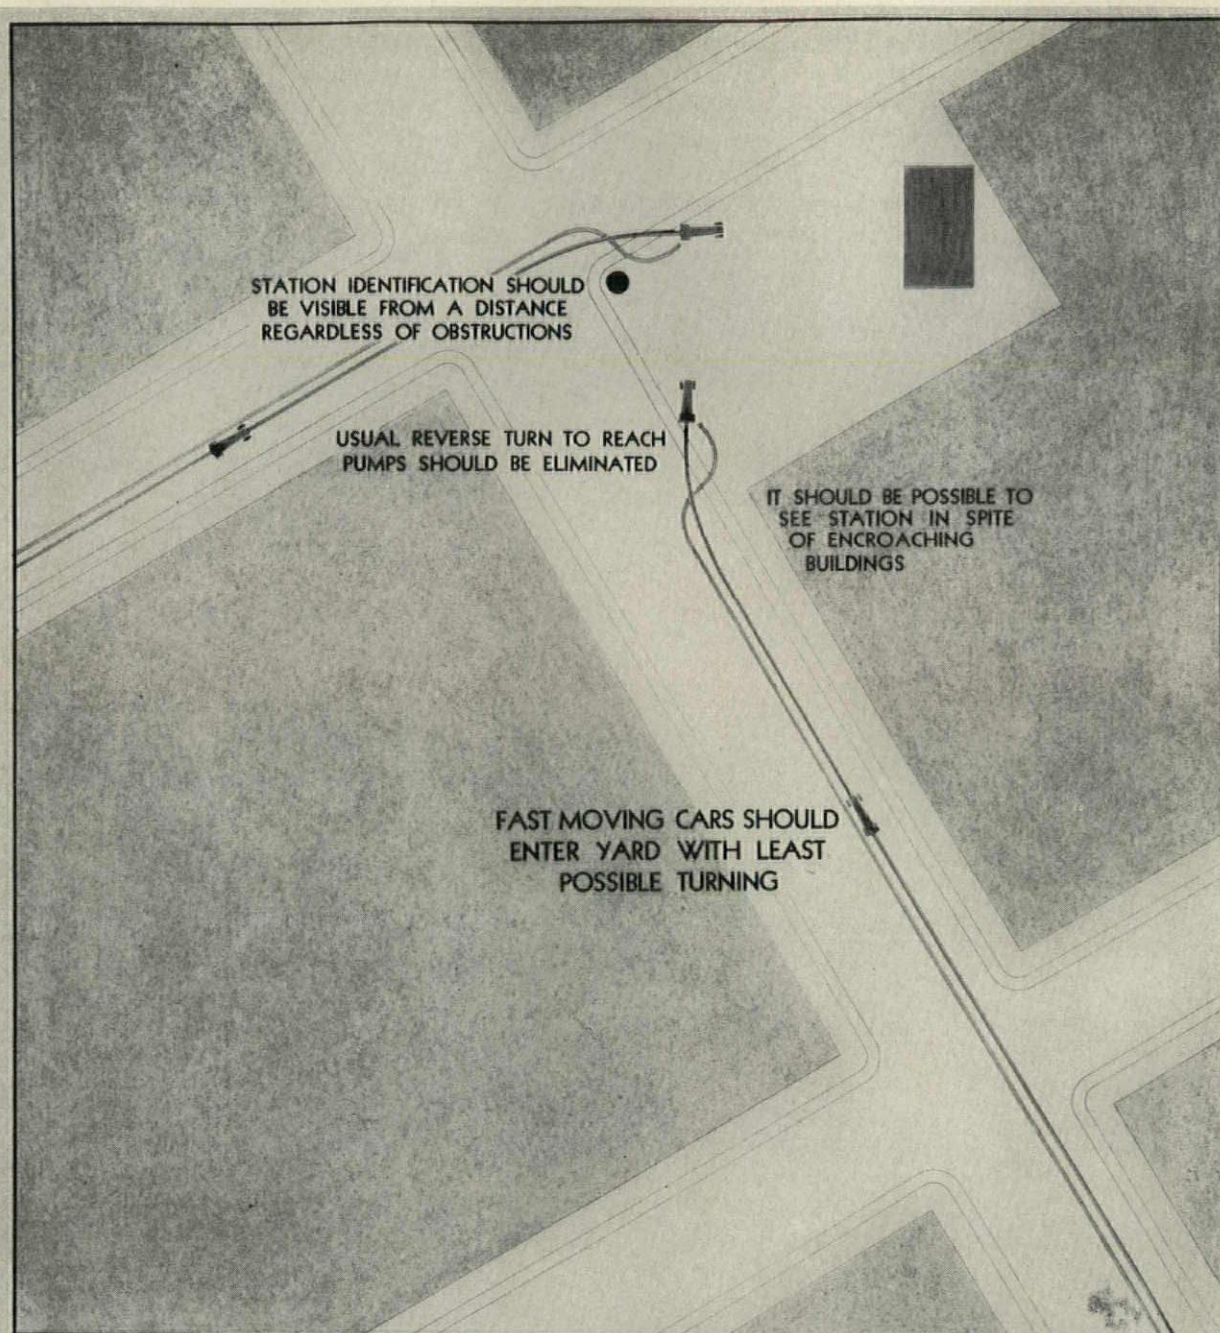 STATION IDENTIFICATION SHOULD
BE VISIBLE FROM A DISTANCE
REGARDLESS OF OBSTRUCTIONS
USUAL REVERSE TURN TO REACH
PUMPS SHOULD BE ELIMINATED
IT SHOULD BE POSSIBLE TO
SEE STATION IN SPITE
OF ENCROACHING
BUILDINGS
FAST MOVING CARS SHOULD
ENTER YARD WITH LEAST
POSSIBLE TURNING